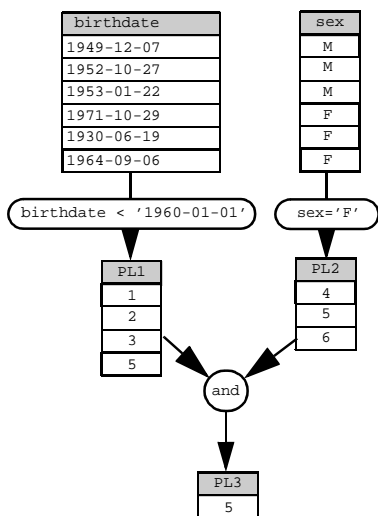 birthdate
1949-12-07
1952-10-27
1953-01-22
1971-10-29
1930-06-19
1964-09-06
sex
M
M
M
F
F
F
birthdate < '1960-01-01'
sex='F'
PL1
1
2
3
5
PL2
4
5
6
and
PL3
5